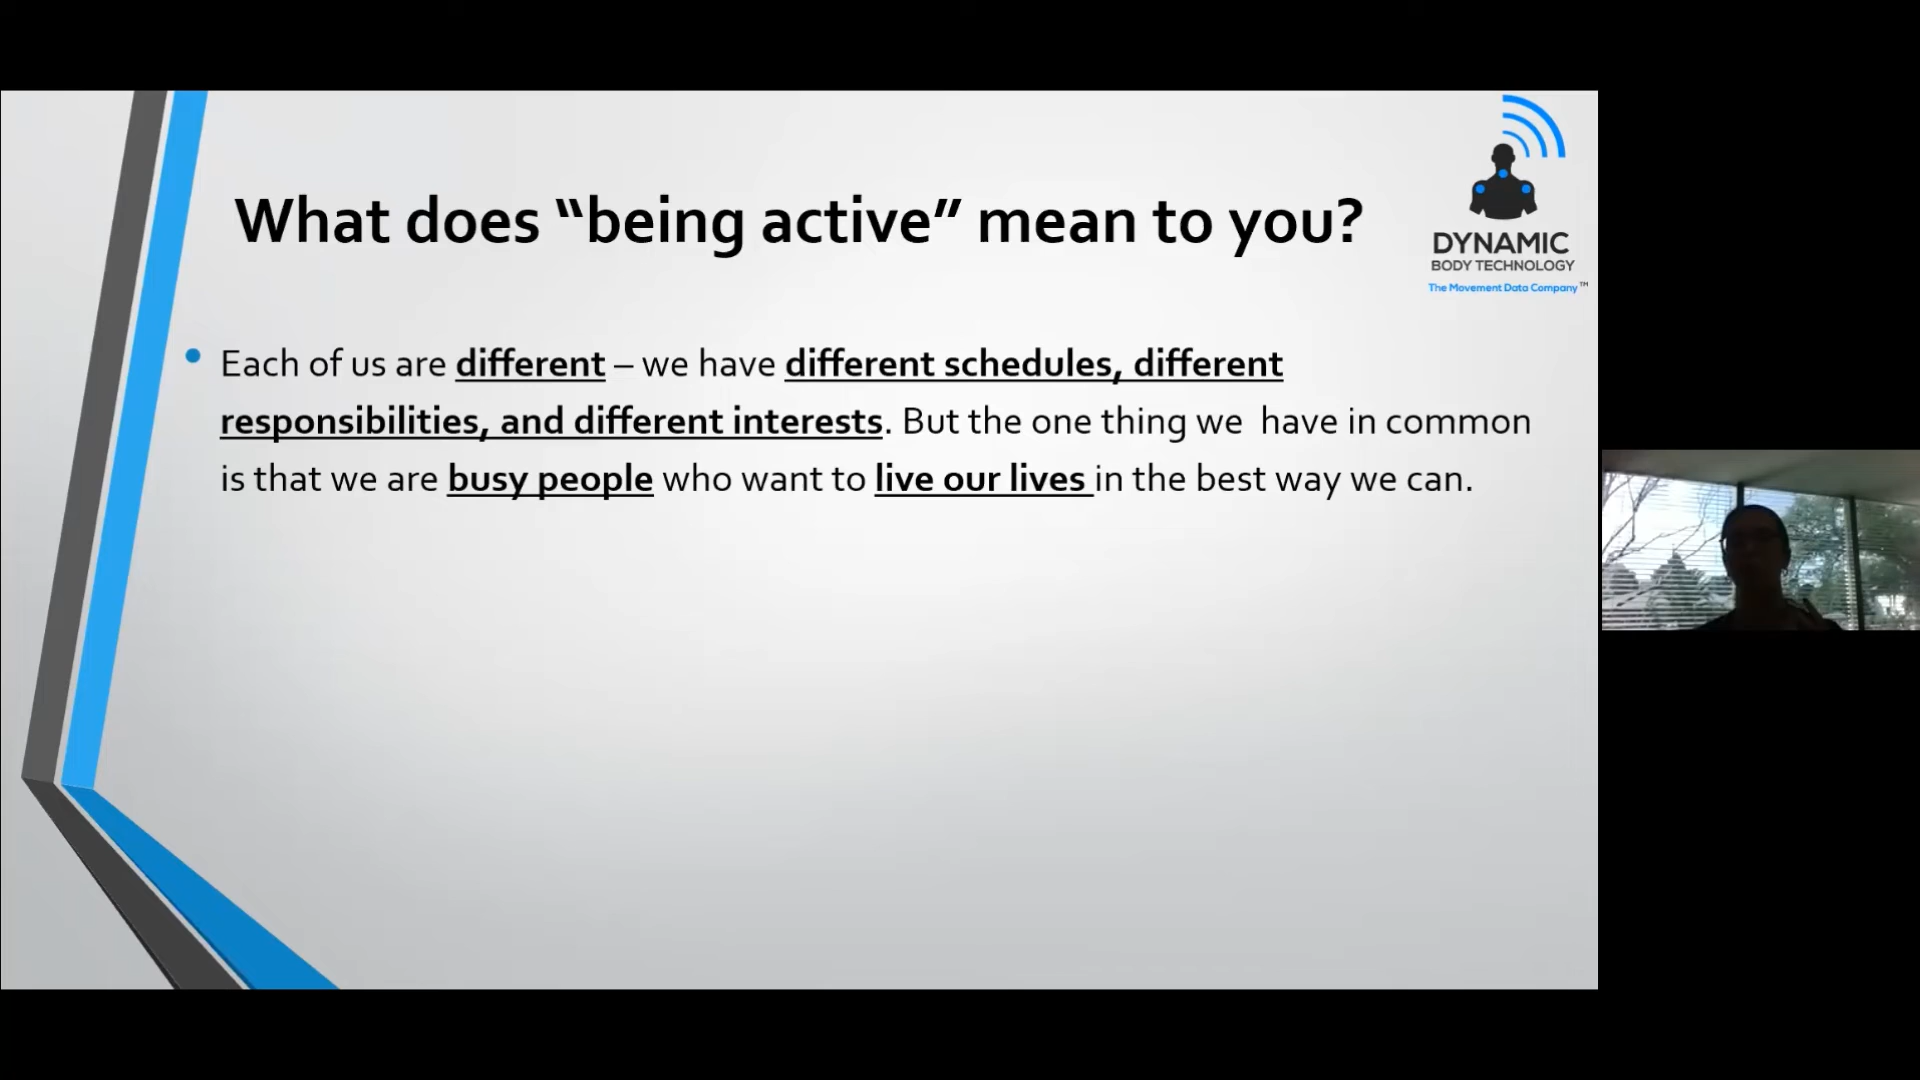 What does “being active” mean to you?
DYNAMIC
BODY TECHNOLOGY
The Movement Data Company™
• Each of us are different – we have different schedules, different
responsibilities, and different interests. But the one thing we  have in common
is that we are busy people who want to live our lives in the best way we can.